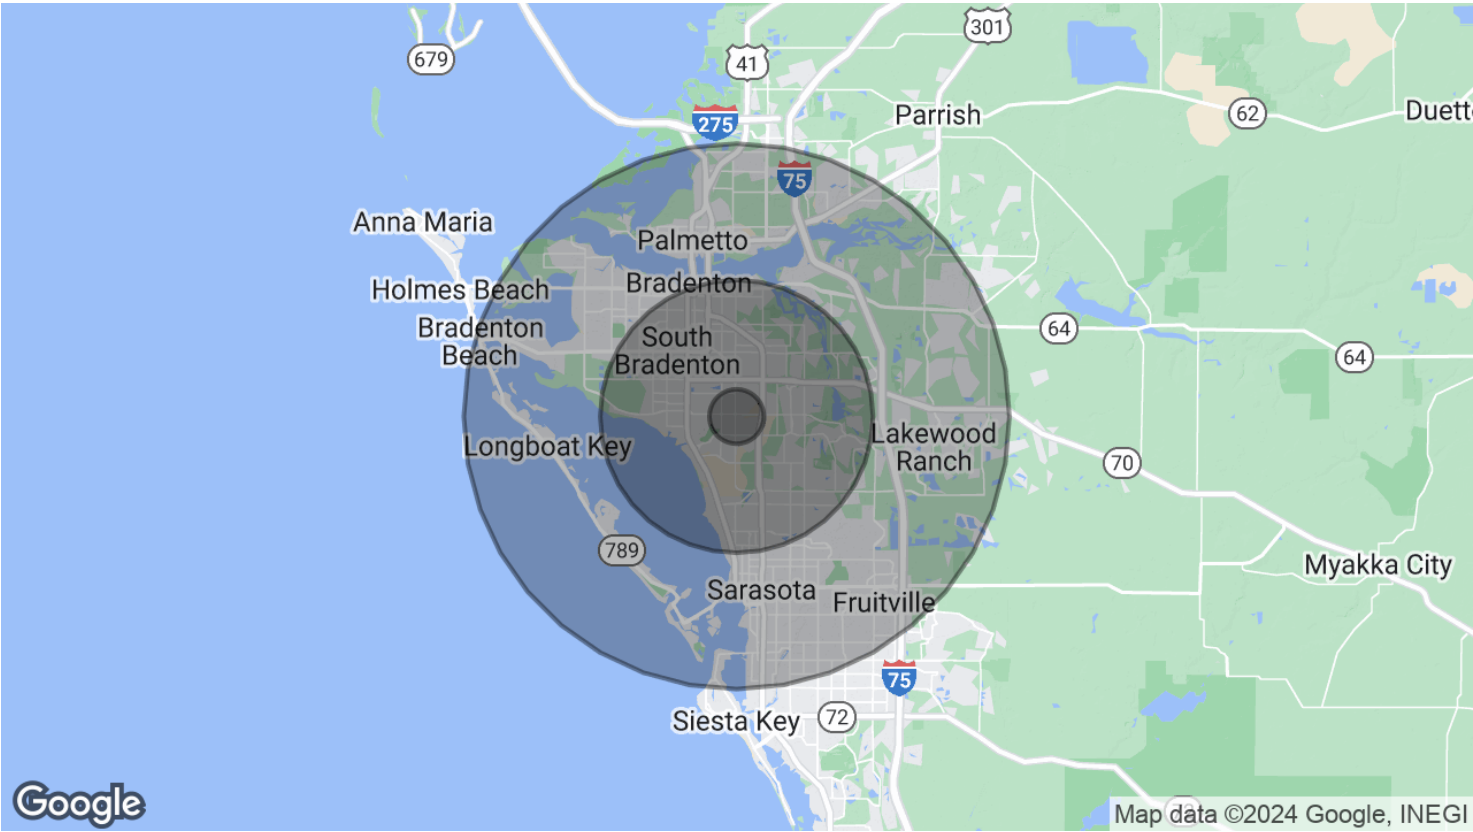 301
679
41
62
Parrish
Duett
275
75
Anna Maria
Palmetto
Bradenton
Holmes Beach
Bradenton
Beach
South
Bradenton
64
64
Longboat Key
Lakewood
Ranch
70
789
Myakka City
Sarasota
Fruitville
75
Siesta Key
72
Google
Map data ©2024 Google, INEGI